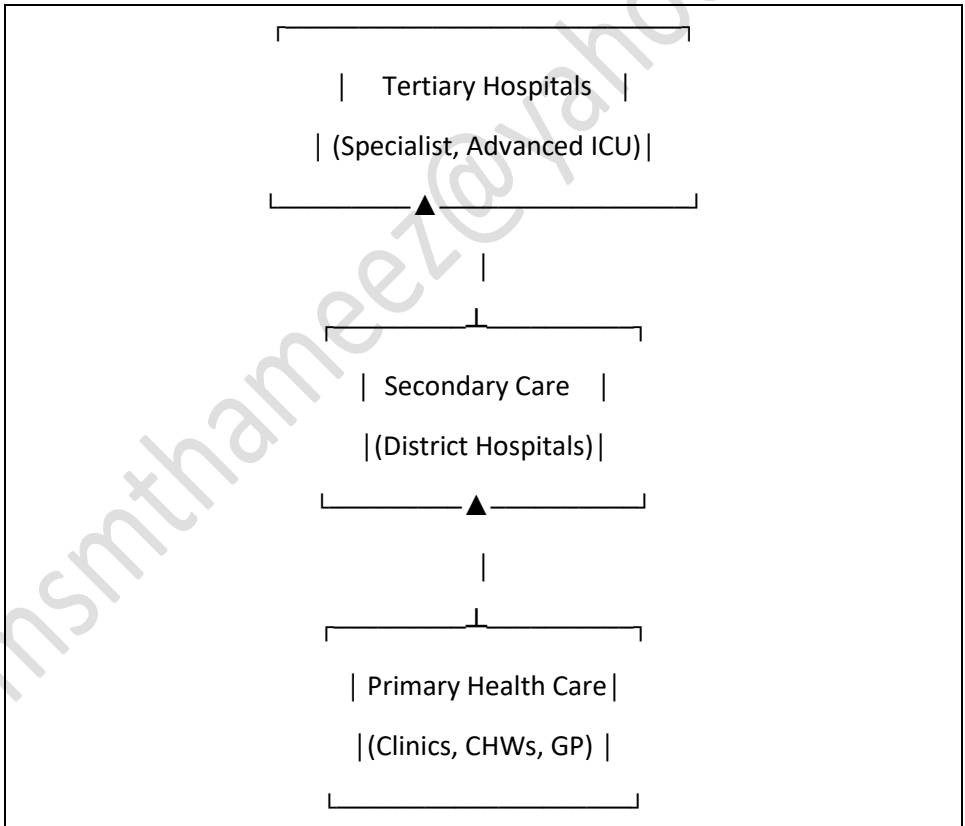 | Tertiary Hospitals |
| (Specialist, Advanced ICU)|
| Secondary Care |
|(District Hospitals)|
| Primary Health Care|
|(Clinics, CHWs, GP) |